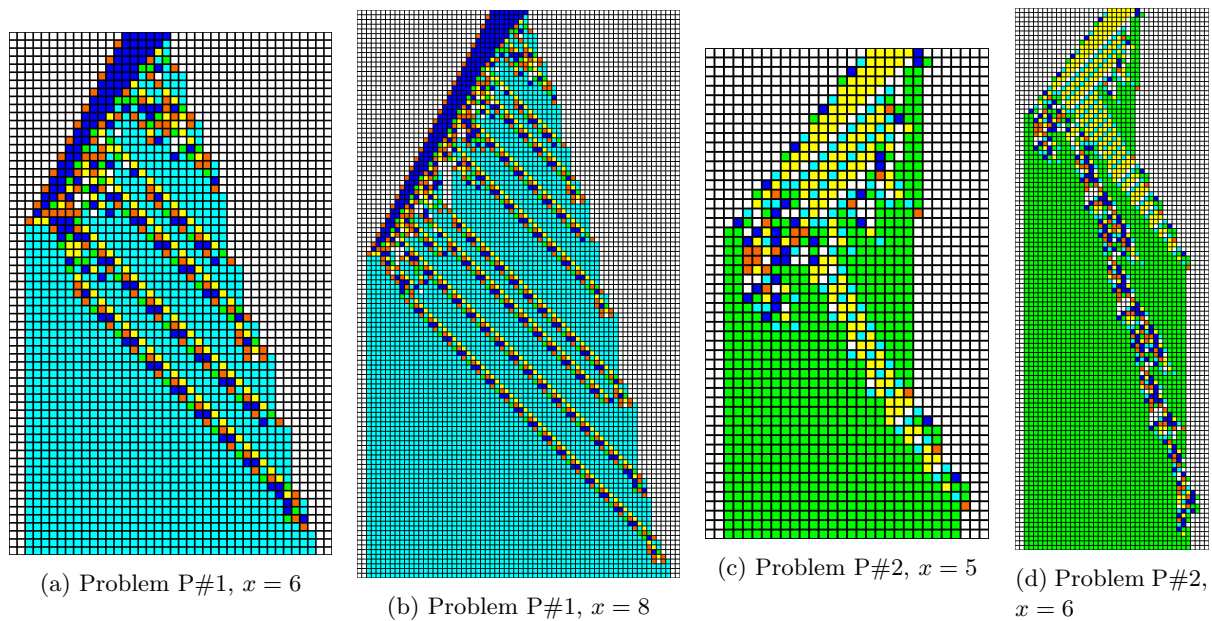 (a) Problem P#1, x = 6
(b) Problem P#1, x = 8
(c) Problem P#2, x = 5
(d) Problem P#2,
x = 6